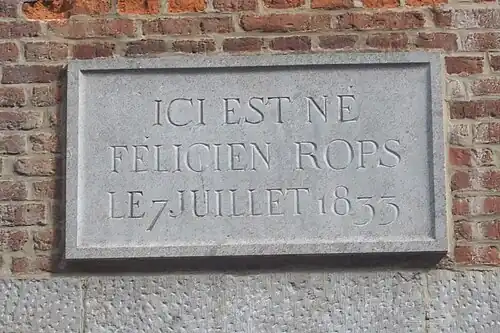 ICI EST NÉ
FÉLICIEN ROPS
LE 7 JUILLET 1833